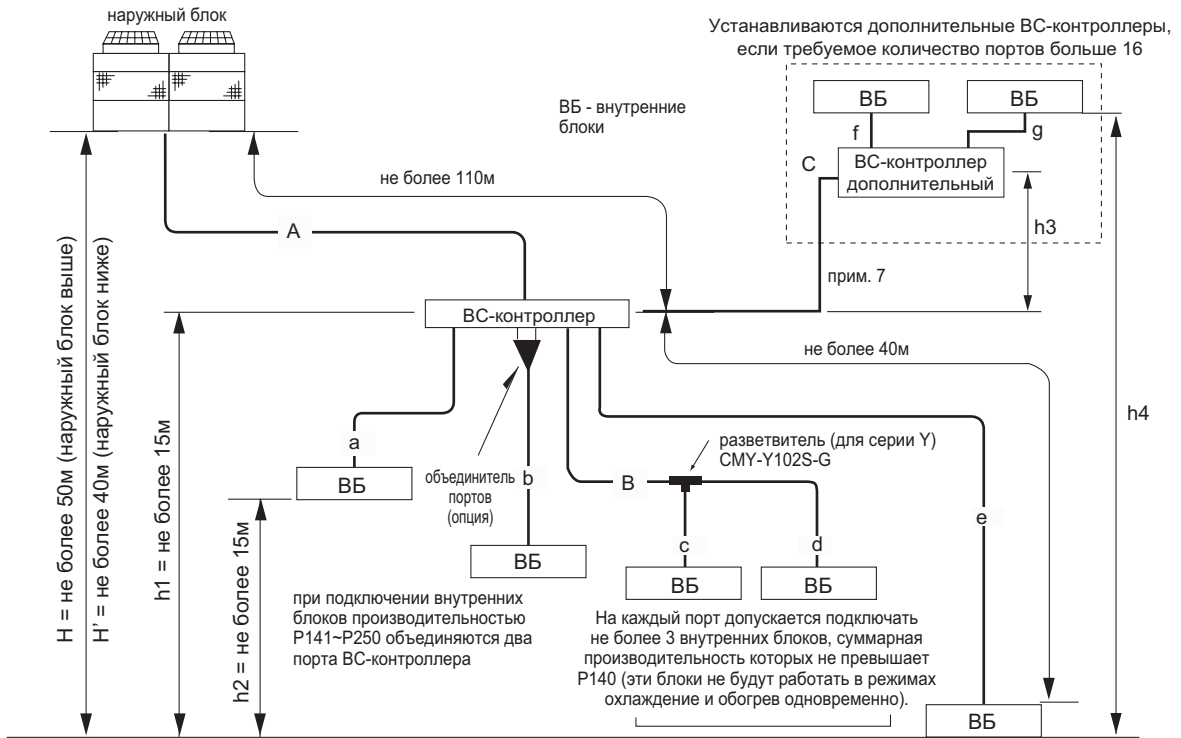 наружный блок
Устанавливаются дополнительные BC-контроллеры,
если требуемое количество портов больше 16
ВБ - внутренние
блоки
ВБ
ВБ
f
g
C
BC-контроллер
дополнительный
не более 110м
A
h3
прим. 7
BC-контроллер
не более 40м
H = не более 50м (наружный блок выше)
H' = не более 40м (наружный блок ниже)
h1 = не более 15м
h2 = не более 15м
h4
a
ВБ
объединитель
портов
(опция)
b
ВБ
B
разветвитель (для серии Y)
CMY-Y102S-G
c
d
e
ВБ
ВБ
при подключении внутренних
блоков производительностью
P141~P250 объединяются два
порта BC-контроллера
На каждый порт допускается подключать
не более 3 внутренних блоков, суммарная
производительность которых не превышает
P140 (эти блоки не будут работать в режимах
охлаждение и обогрев одновременно).
ВБ